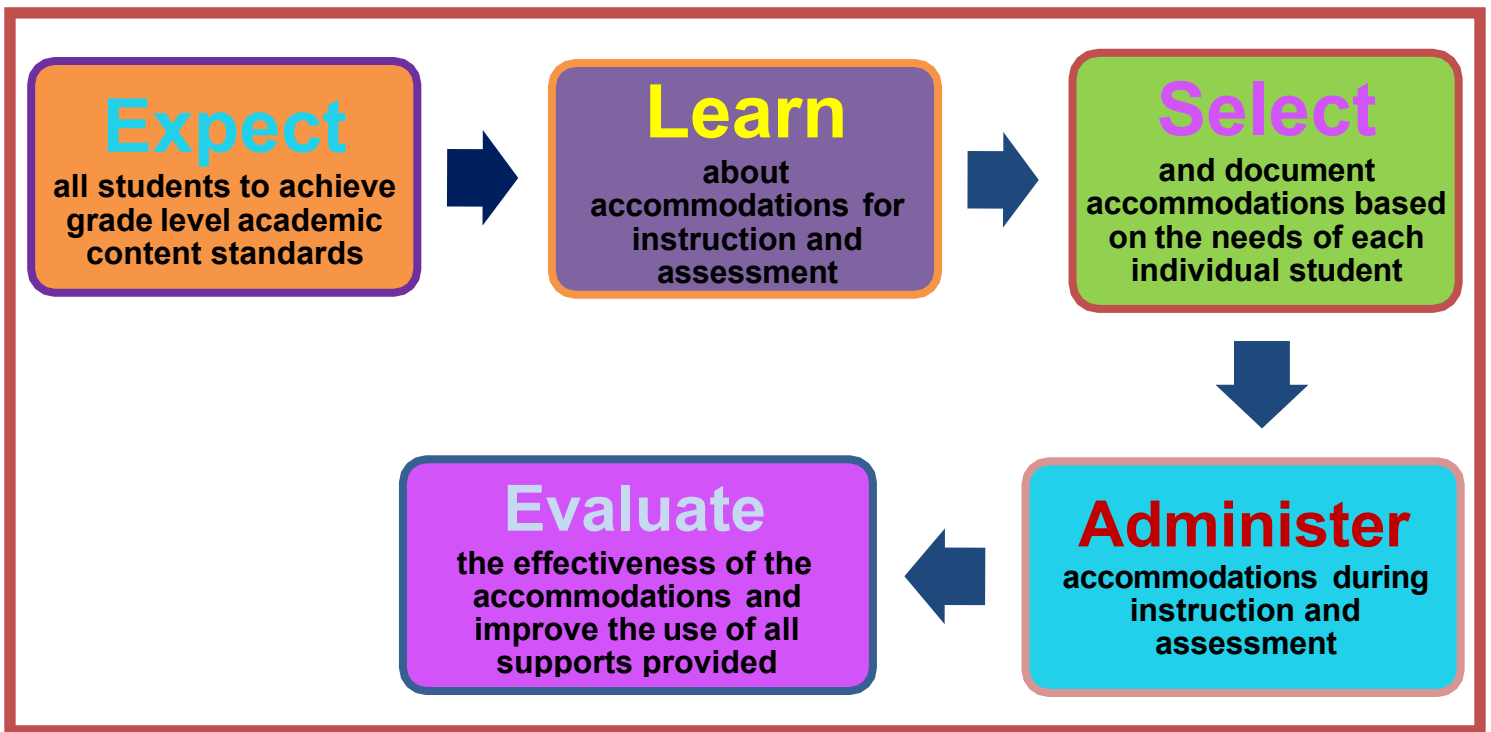 Expect
all students to achieve
grade level academic
content standards
Learn
about
accommodations for
instruction and
assessment
Select
and document
accommodations based
on the needs of each
individual student
Administer
accommodations during
instruction and
assessment
Evaluate
the effectiveness of the
accommodations and
improve the use of all
supports provided